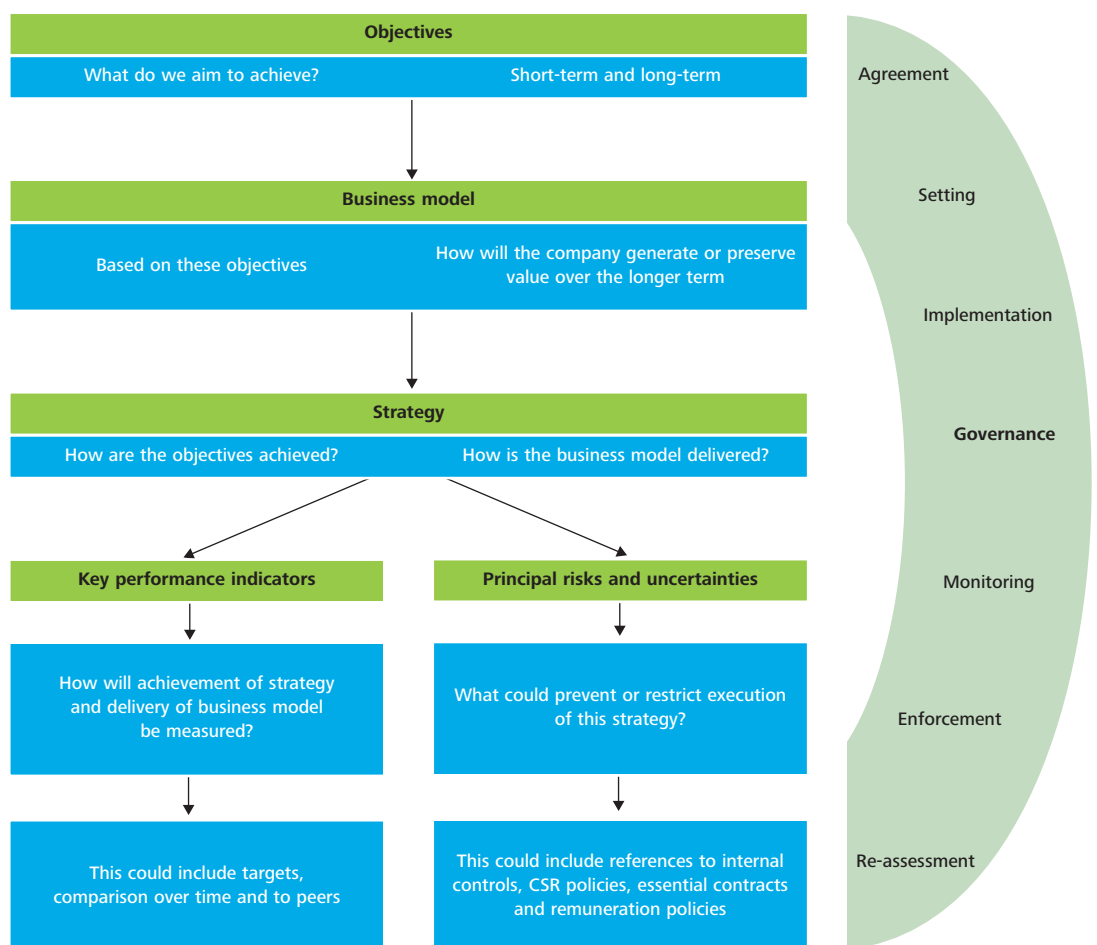 Objectives
What do we aim to achieve?
Short-term and long-term
Business model
Based on these objectives
How will the company generate or preserve
value over the longer term
Strategy
How are the objectives achieved?
How is the business model delivered?
Key performance indicators
How will achievement of strategy
and delivery of business model
be measured?
This could include targets,
comparison over time and to peers
Principal risks and uncertainties
What could prevent or restrict execution
of this strategy?
This could include references to internal
controls, CSR policies, essential contracts
and remuneration policies
Agreement
Setting
Implementation
Governance
Monitoring
Enforcement
Re-assessment